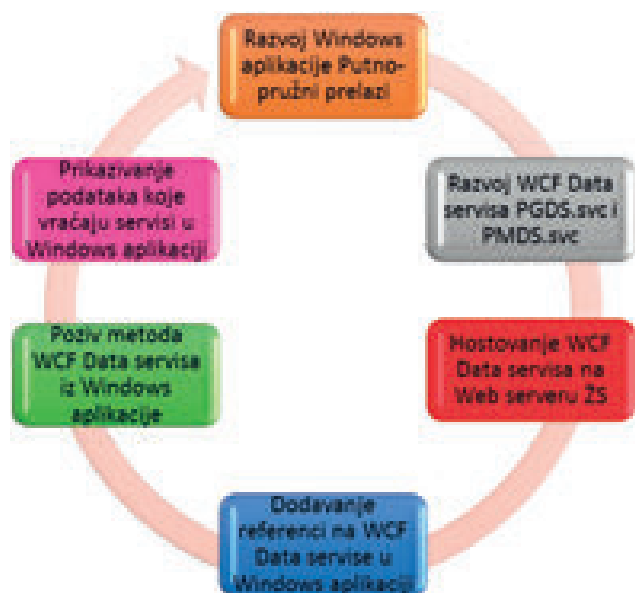 Razvoj Windows
aplikacije Putno-
pružni prelazi
Razvoj WCF Data
servisa PGDS.svc i
PMDS.svc
Hostovanje WCF
Data servisa na
Web serveru ŽS
Dodavanje
referenci na WCF
Data servise u
Windows aplikaciji
Poziv metoda
WCF Data servisa
iz Windows
aplikacije
Prikazivanje
podataka koje
vraćaju servisi u
Windows aplikaciji